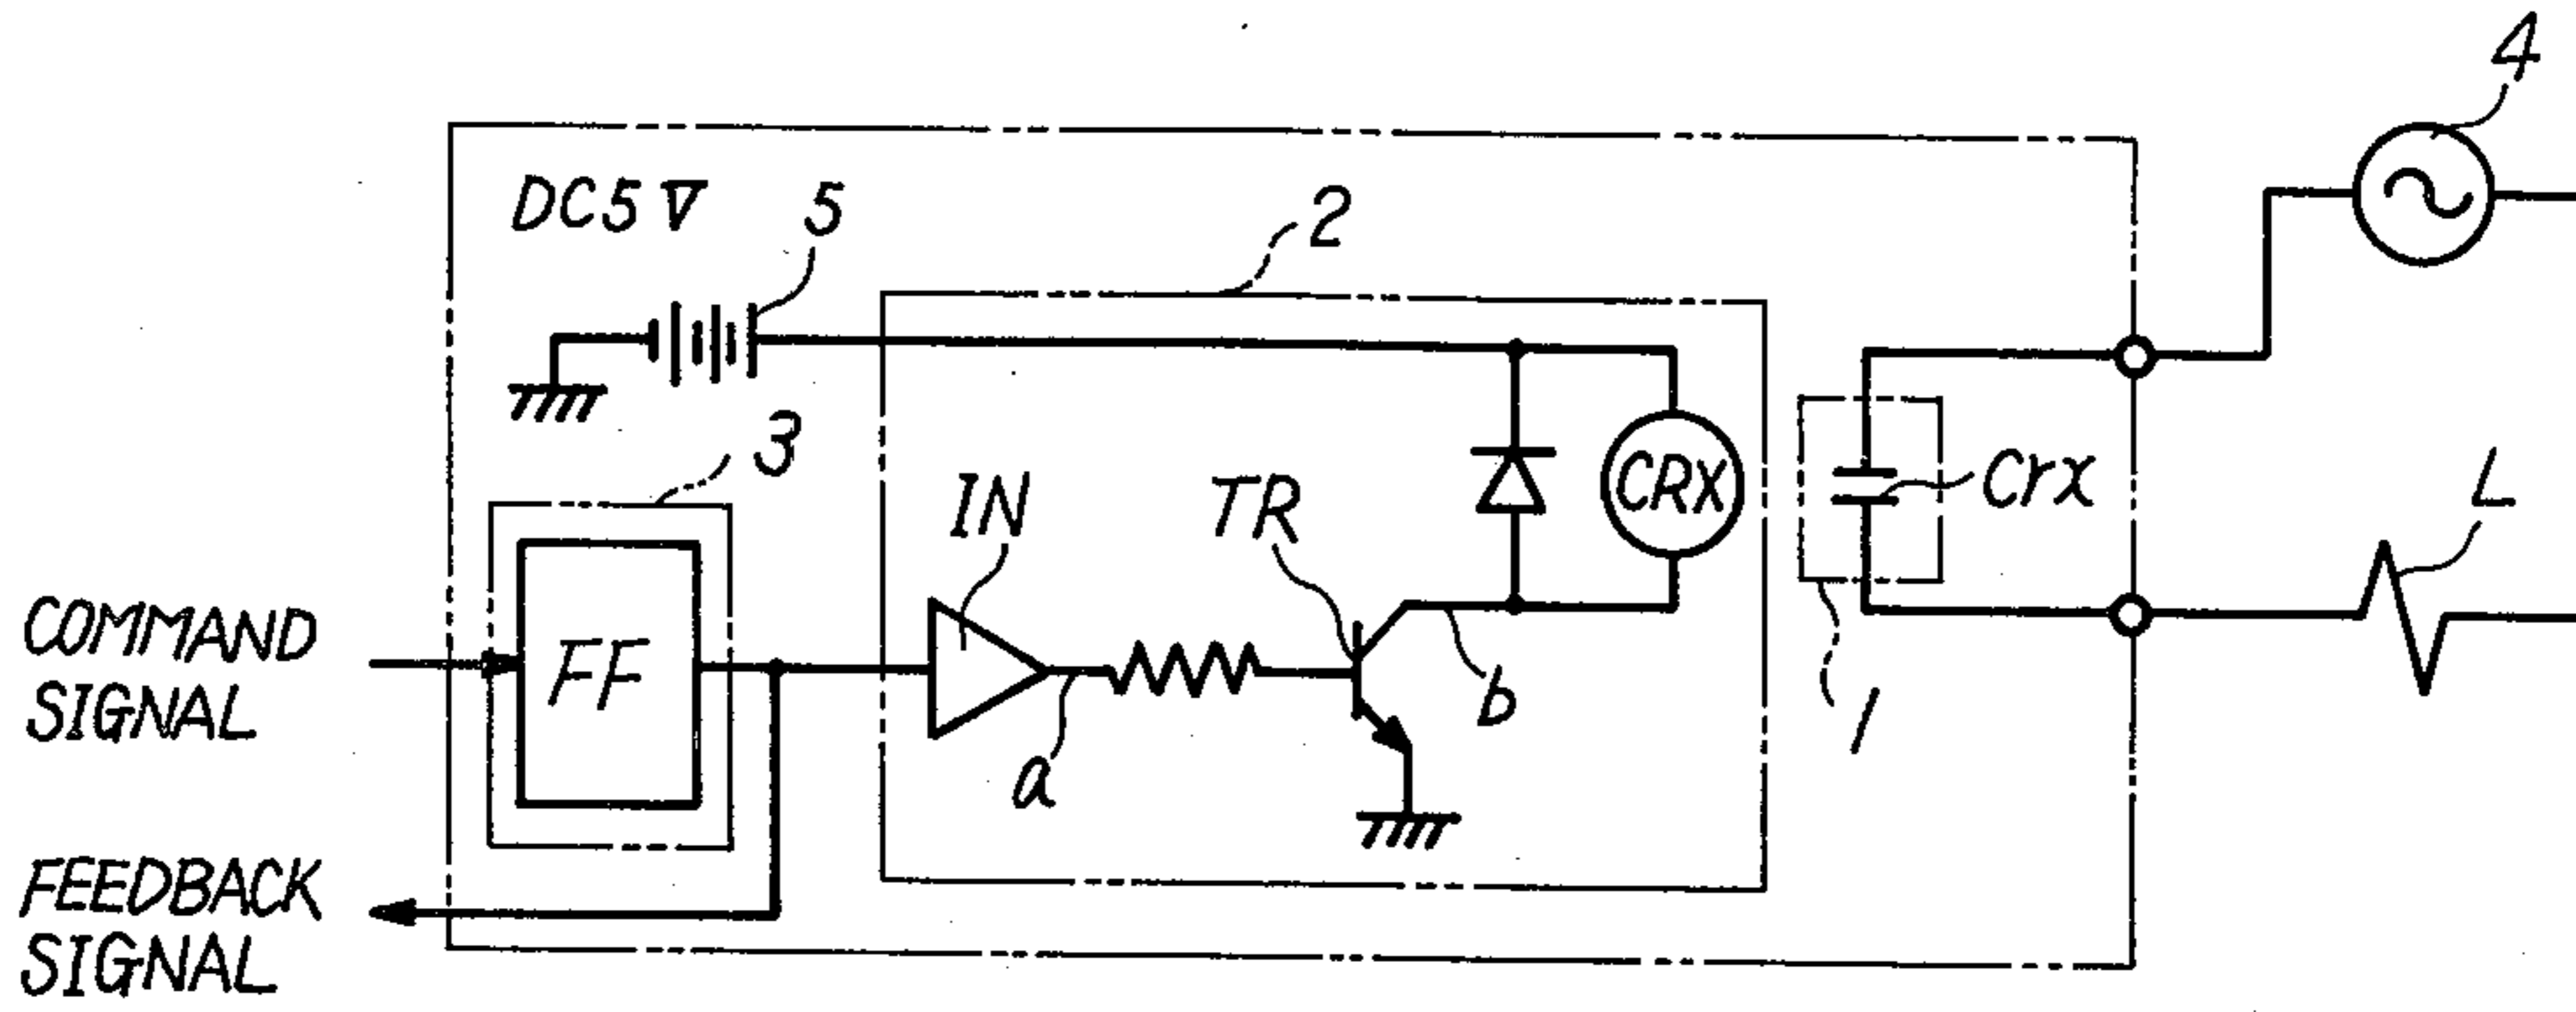 4
DC5V
5
2
3
IN
TR
CRX
Crx
L
COMMAND
SIGNAL
FF
a
b
1
FEEDBACK
SIGNAL